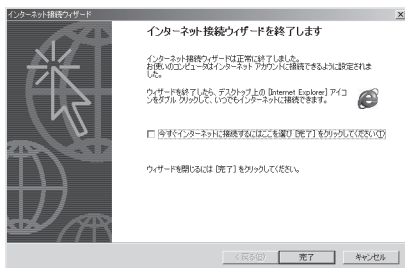 インターネット接続ウィザード
インターネット接続ウィザードを終了します
インターネット接続ウィザードは正常に終了しました。
お使いのコンピュータはインターネット アカウントに接続できるように設定されま
した。
ウィザードを終了したら、デスクトップ上の [Internet Explorer] アイコ
ンをダブル クリックして、いつでもインターネットに接続できます。
今すぐインターネットに接続するにはここを選び [完了] をクリックしてください(I)
ウィザードを閉じるには [完了] をクリックしてください。
< 戻る(B)
完了
キャンセル